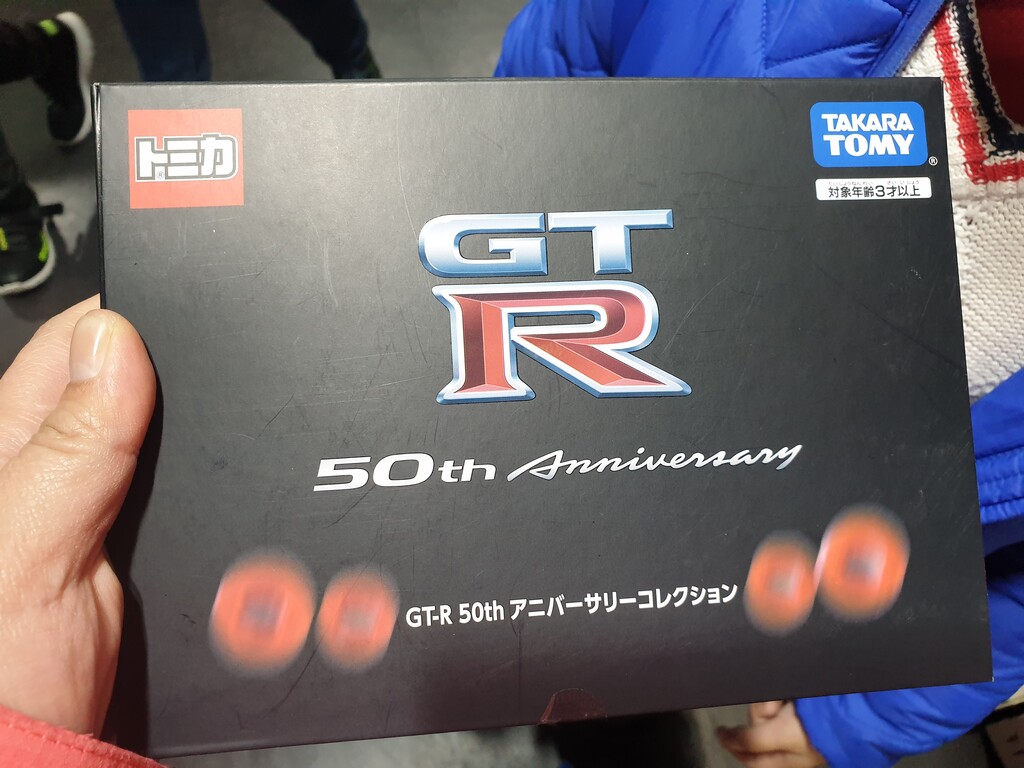 トミカ
TAKARA
TOMY
対象年齢3才以上
GT
R
50th Anniversary
GT-R 50th アニバーサリーコレクション